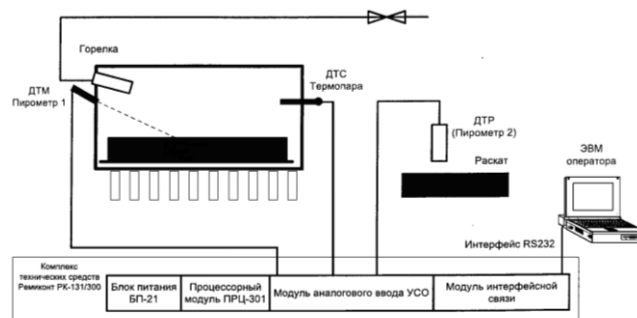 Горелка
ДТМ
Пирометр 1
ДТС
Термопара
ДТР
(Пирометр 2)
Раскат
ЭВМ
оператора
Интерфейс RS232
Комплекс
технических средств
Ремиконт РК-131/300
Блок питания
БП-21
Процессорный
модуль ПРЦ-301
Модуль аналогового ввода УСО
Модуль интерфейсной
связи